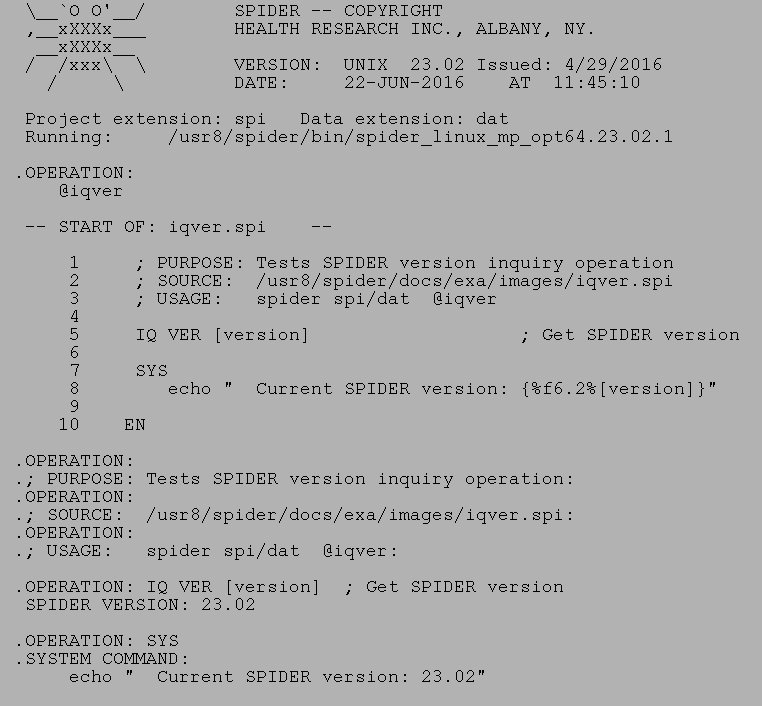 \__`O O'__/        SPIDER -- COPYRIGHT
,__xXXXx___        HEALTH RESEARCH INC., ALBANY, NY.
 __xXXXx__
/  /xxx\  \        VERSION:  UNIX  23.02 Issued: 4/29/2016
  /     \          DATE:     22-JUN-2016    AT  11:45:10
Project extension: spi   Data extension: dat
Running:     /usr8/spider/bin/spider_linux_mp_opt64.23.02.1
.OPERATION:
    @iqver
-- START OF: iqver.spi    --
1     ; PURPOSE: Tests SPIDER version inquiry operation
2     ; SOURCE:  /usr8/spider/docs/exa/images/iqver.spi
3     ; USAGE:   spider spi/dat  @iqver
4
5     IQ VER [version]                   ; Get SPIDER version
6
7     SYS
8        echo "  Current SPIDER version: {%f6.2%[version]}"
9
10    EN
.OPERATION:
.; PURPOSE: Tests SPIDER version inquiry operation:
.OPERATION:
.; SOURCE:  /usr8/spider/docs/exa/images/iqver.spi:
.OPERATION:
.; USAGE:   spider spi/dat  @iqver:
.OPERATION: IQ VER [version]  ; Get SPIDER version
SPIDER VERSION: 23.02
.OPERATION: SYS
.SYSTEM COMMAND:
     echo "  Current SPIDER version: 23.02"